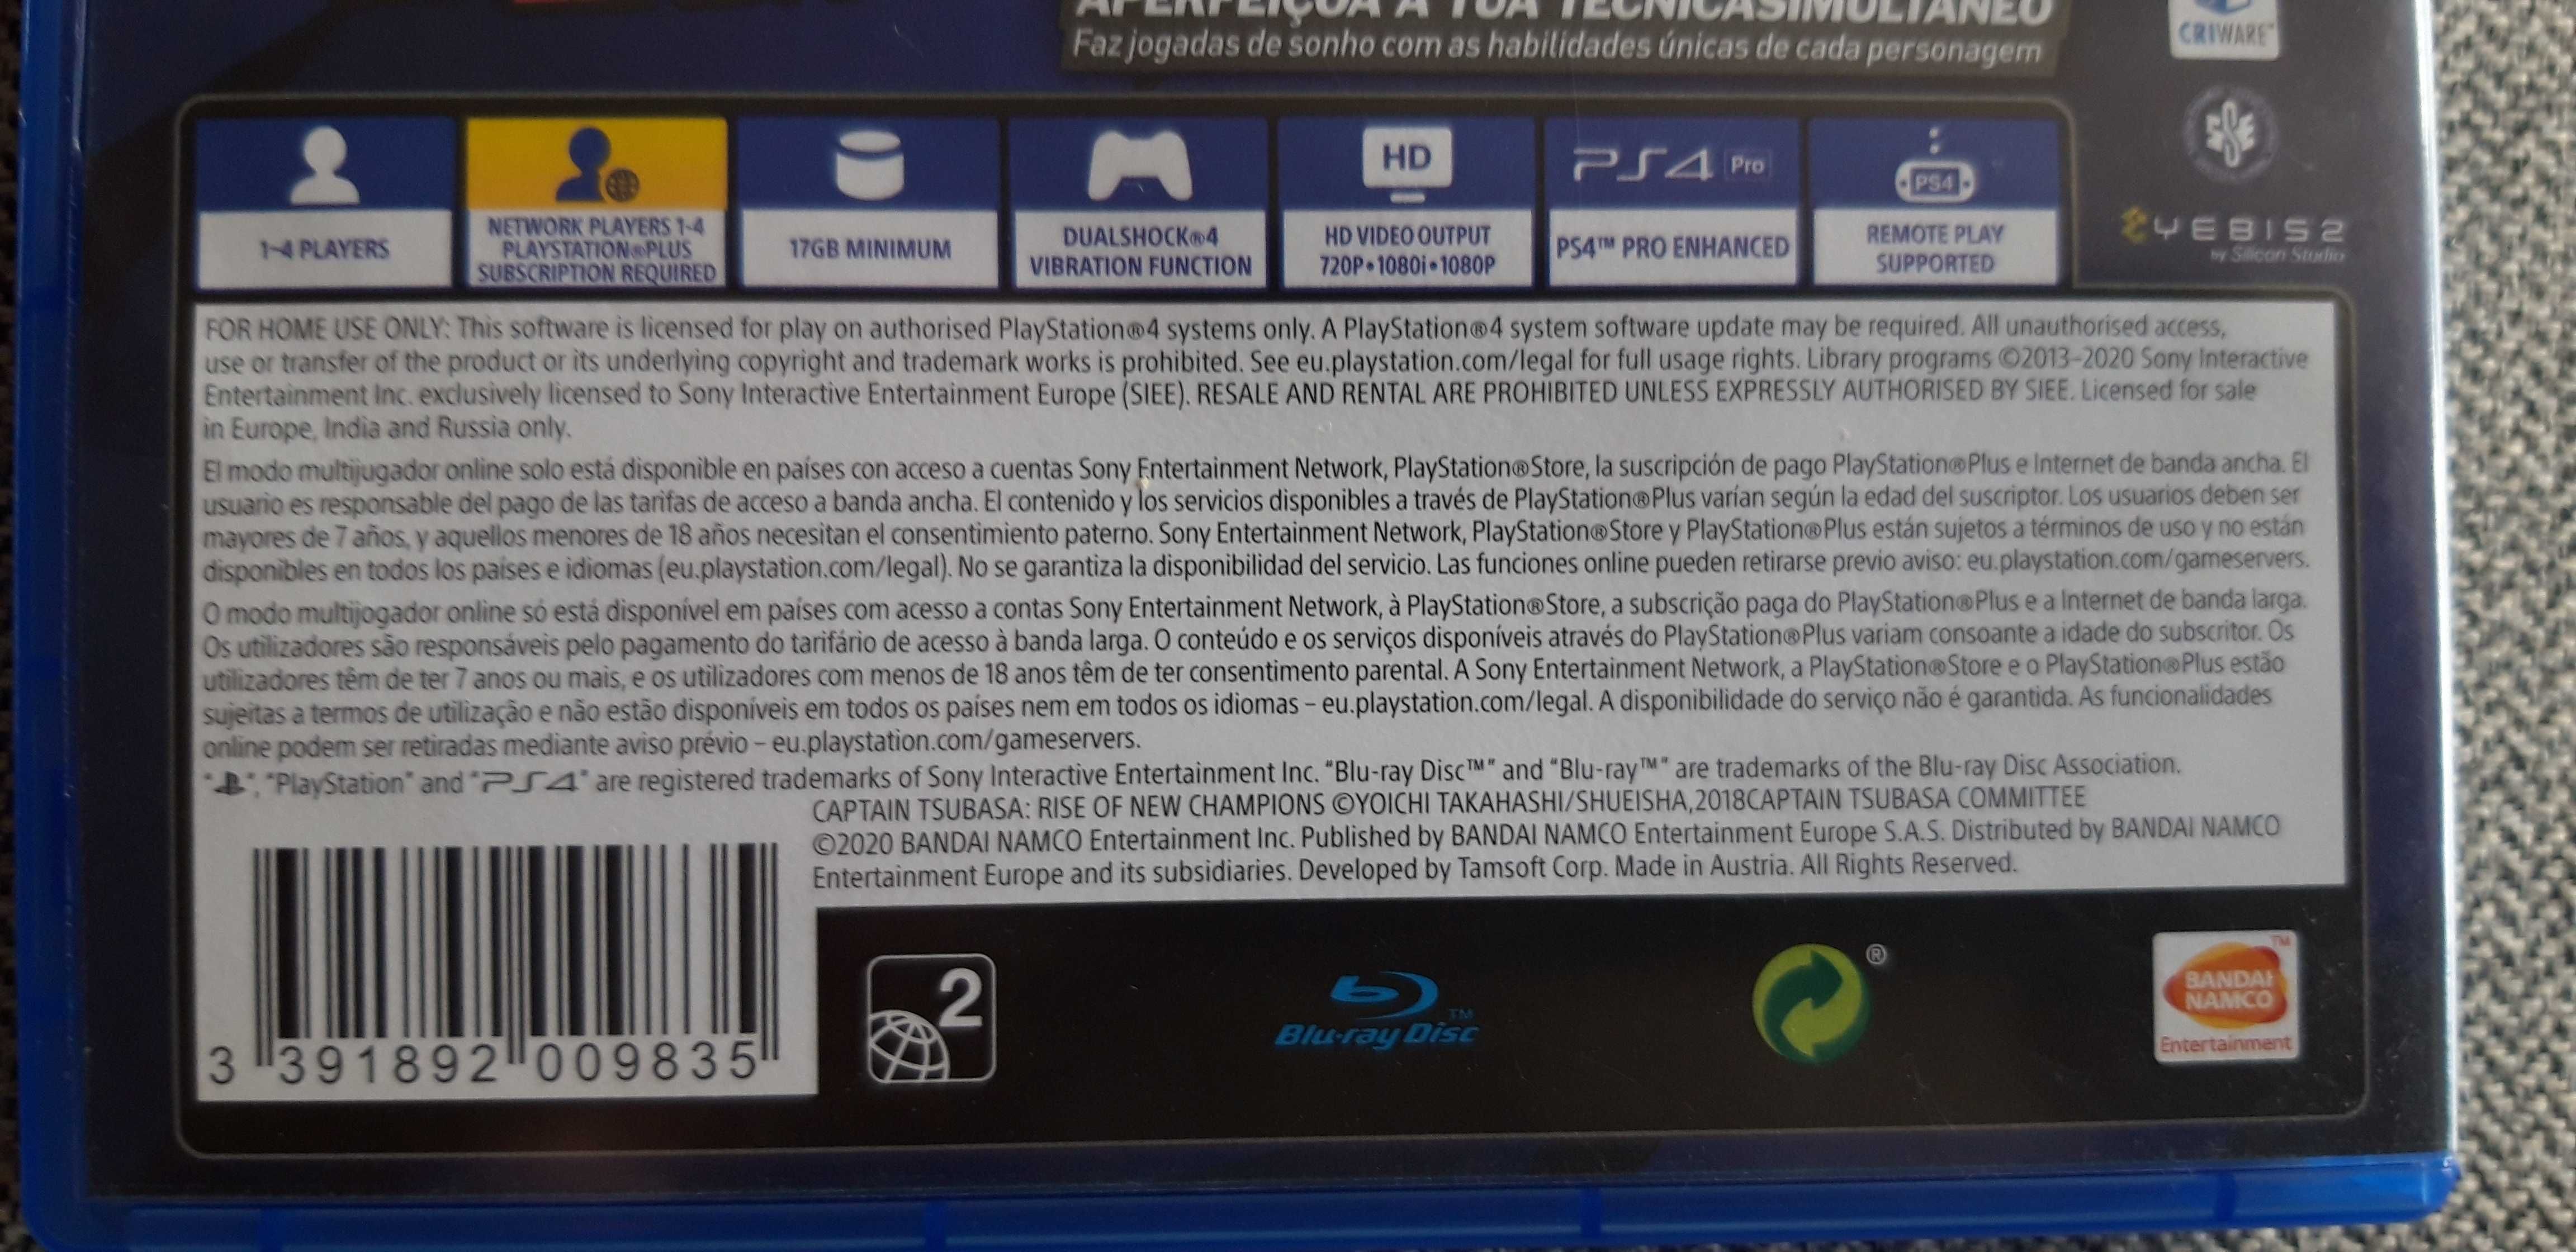 APERFEIÇOA A TUA TÉCNICASIMULTÂNEO
Faz jogadas de sonho com as habilidades únicas de cada personagem
CRIWARE™
1-4 PLAYERS
NETWORK PLAYERS 1-4
PLAYSTATION®PLUS
SUBSCRIPTION REQUIRED
17GB MINIMUM
DUALSHOCK®4
VIBRATION FUNCTION
HD
HD VIDEO OUTPUT
720P•1080i•1080P
PS4 Pro
PS4™ PRO ENHANCED
PS4
REMOTE PLAY
SUPPORTED
YEBIS 2
by Silicon Studio
FOR HOME USE ONLY: This software is licensed for play on authorised PlayStation®4 systems only. A PlayStation®4 system software update may be required. All unauthorised access,
use or transfer of the product or its underlying copyright and trademark works is prohibited. See eu.playstation.com/legal for full usage rights. Library programs ©2013-2020 Sony Interactive
Entertainment Inc. exclusively licensed to Sony Interactive Entertainment Europe (SIEE). RESALE AND RENTAL ARE PROHIBITED UNLESS EXPRESSLY AUTHORISED BY SIEE. Licensed for sale
in Europe, India and Russia only.
El modo multijugador online solo está disponible en países con acceso a cuentas Sony Entertainment Network, PlayStation®Store, la suscripción de pago PlayStation®Plus e Internet de banda ancha. El
usuario es responsable del pago de las tarifas de acceso a banda ancha. El contenido y los servicios disponibles a través de PlayStation®Plus varían según la edad del suscriptor. Los usuarios deben ser
mayores de 7 años, y aquellos menores de 18 años necesitan el consentimiento paterno. Sony Entertainment Network, PlayStation®Store y PlayStation®Plus están sujetos a términos de uso y no están
disponibles en todos los países e idiomas (eu.playstation.com/legal). No se garantiza la disponibilidad del servicio. Las funciones online pueden retirarse previo aviso: eu.playstation.com/gameservers.
O modo multijogador online só está disponível em países com acesso a contas Sony Entertainment Network, à PlayStation®Store, a subscrição paga do PlayStation®Plus e a Internet de banda larga.
Os utilizadores são responsáveis pelo pagamento do tarifário de acesso à banda larga. O conteúdo e os serviços disponíveis através do PlayStation®Plus variam consoante a idade do subscritor. Os
utilizadores têm de ter 7 anos ou mais, e os utilizadores com menos de 18 anos têm de ter consentimento parental. A Sony Entertainment Network, a PlayStation®Store e o PlayStation®Plus estão
sujeitas a termos de utilização e não estão disponíveis em todos os países nem em todos os idiomas – eu.playstation.com/legal. A disponibilidade do serviço não é garantida. As funcionalidades
online podem ser retiradas mediante aviso prévio – eu.playstation.com/gameservers.
" ", "PlayStation" and "PS4" are registered trademarks of Sony Interactive Entertainment Inc. "Blu-ray Disc™" and "Blu-ray™" are trademarks of the Blu-ray Disc Association.
CAPTAIN TSUBASA: RISE OF NEW CHAMPIONS ©YOICHI TAKAHASHI/SHUEISHA,2018CAPTAIN TSUBASA COMMITTEE
©2020 BANDAI NAMCO Entertainment Inc. Published by BANDAI NAMCO Entertainment Europe S.A.S. Distributed by BANDAI NAMCO
Entertainment Europe and its subsidiaries. Developed by Tamsoft Corp. Made in Austria. All Rights Reserved.
3 391892 009835
2
Blu-ray Disc™
®
BANDAI
NAMCO™
Entertainment